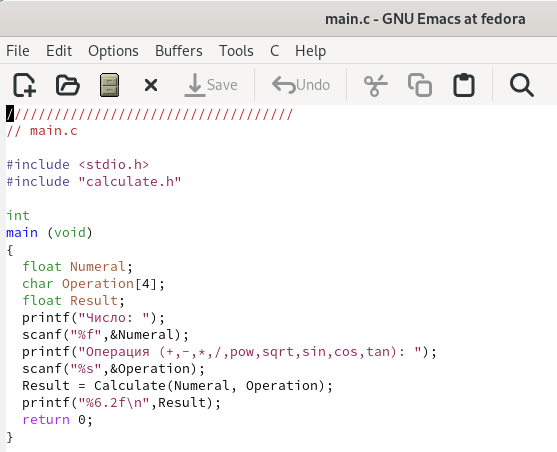 main.c - GNU Emacs at fedora
File Edit Options Buffers Tools C Help
Save Undo
////////////////////////////////////
// main.c
#include <stdio.h>
#include "calculate.h"
int
main (void)
{
  float Numeral;
  char Operation[4];
  float Result;
  printf("Число: ");
  scanf("%f",&Numeral);
  printf("Операция (+,-,*,/,pow,sqrt,sin,cos,tan): ");
  scanf("%s",&Operation);
  Result = Calculate(Numeral, Operation);
  printf("%6.2f\n",Result);
  return 0;
}